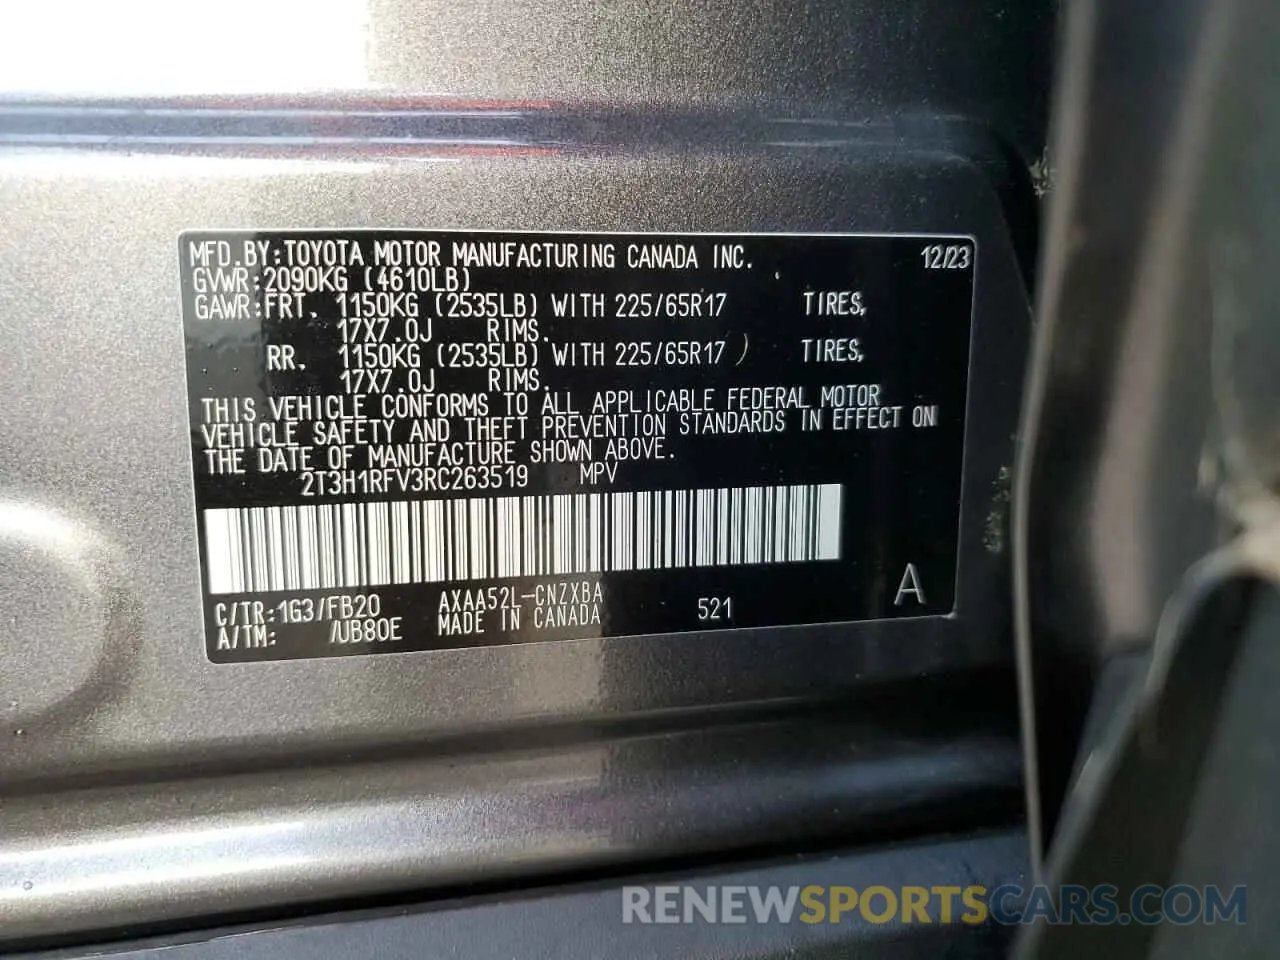 MFD.BY:TOYOTA MOTOR MANUFACTURING CANADA INC. 12/23
GVWR:2090KG (4610LB)
GAWR:FRT. 1150KG (2535LB) WITH 225/65R17 TIRES,
17X7.0J RIMS.
RR. 1150KG (2535LB) WITH 225/65R17 TIRES,
17X7.0J RIMS.
THIS VEHICLE CONFORMS TO ALL APPLICABLE FEDERAL MOTOR
VEHICLE SAFETY AND THEFT PREVENTION STANDARDS IN EFFECT ON
THE DATE OF MANUFACTURE SHOWN ABOVE.
2T3H1RFV3RC263519 MPV
C/TR:1G3/FB20 AXAA52L-CNZXBA 521 A
A/TM: /UB80E MADE IN CANADA
RENEWSPORTSCARS.COM